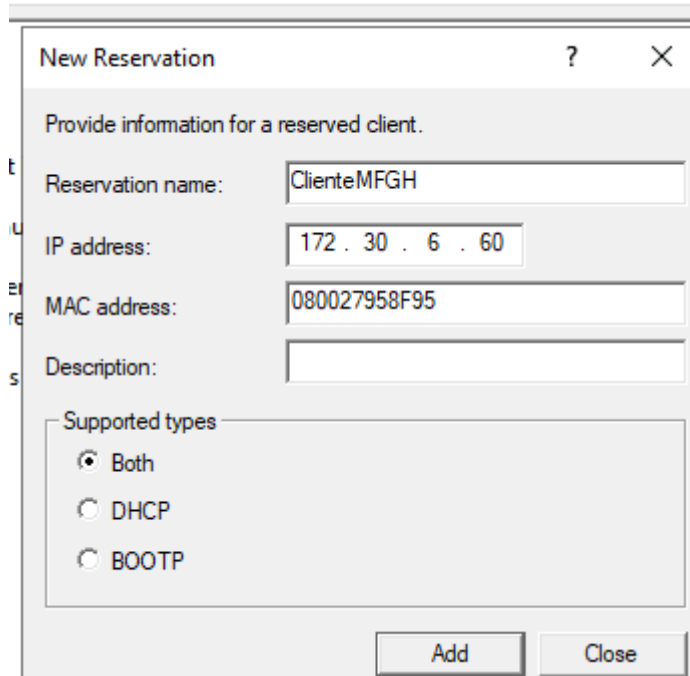 New Reservation ? ×
Provide information for a reserved client.
Reservation name: ClienteMFGH
IP address: 172 . 30 . 6 . 60
MAC address: 080027958F95
Description:
Supported types
Both
DHCP
BOOTP
Add Close